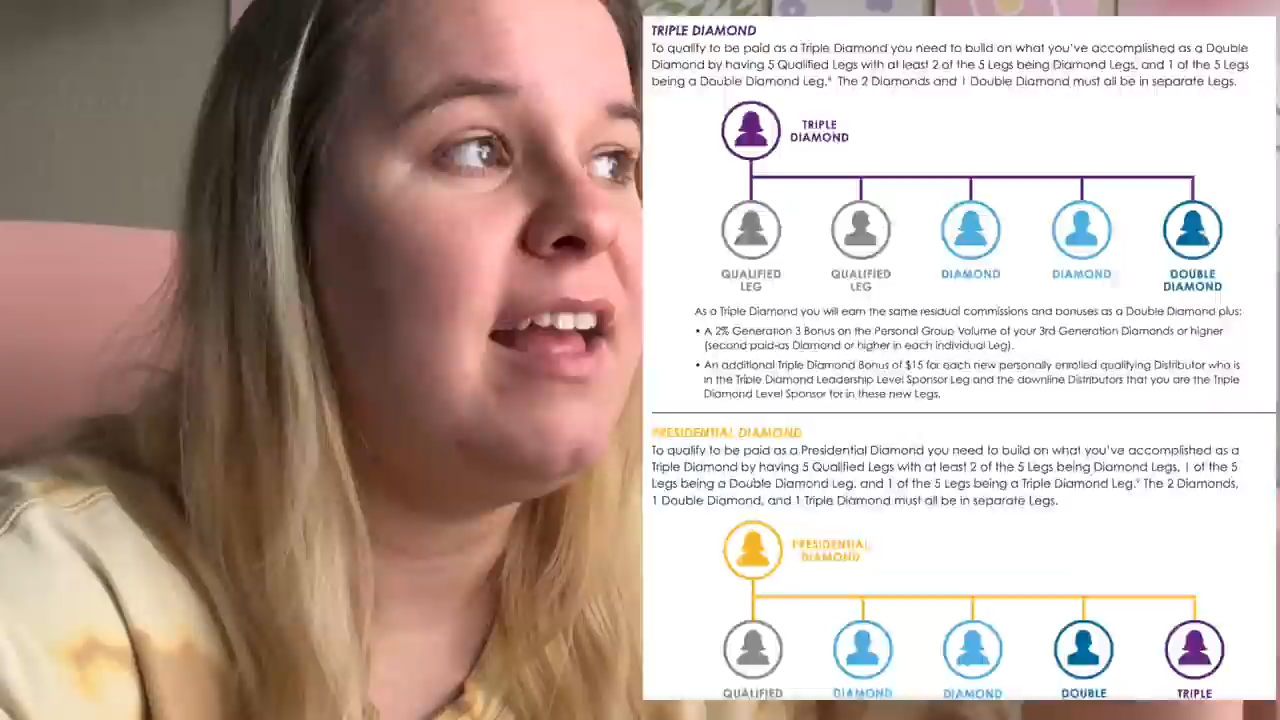 TRIPLE DIAMOND
To qualify to be paid as a Triple Diamond you need to build on what you've accomplished as a Double
Diamond by having 5 Qualified Legs with at least 2 of the 5 Legs being Diamond Legs, and 1 of the 5 Legs
being a Double Diamond Leg.* The 2 Diamonds and 1 Double Diamond must all be in separate Legs.
TRIPLE
DIAMOND
QUALIFIED
LEG
QUALIFIED
LEG
DIAMOND
DIAMOND
DOUBLE
DIAMOND
As a Triple Diamond you will earn the same residual commissions and bonuses as a Double Diamond plus:
• A 2% Generation 3 Bonus on the Personal Group Volume of your 3rd Generation Diamonds or higher
(second paid-as Diamond or higher in each individual Leg).
• An additional Triple Diamond Bonus of $15 for each new personally enrolled qualifying Distributor who is
in the Triple Diamond Leadership Level Sponsor Leg and the downline Distributors that you are the Triple
Diamond Level Sponsor for in these new Legs.
PRESIDENTIAL DIAMOND
To qualify to be paid as a Presidential Diamond you need to build on what you've accomplished as a
Triple Diamond by having 5 Qualified Legs with at least 2 of the 5 Legs being Diamond Legs, 1 of the 5
Legs being a Double Diamond Leg, and 1 of the 5 Legs being a Triple Diamond Leg.* The 2 Diamonds,
1 Double Diamond, and 1 Triple Diamond must all be in separate Legs.
PRESIDENTIAL
DIAMOND
QUALIFIED
DIAMOND
DIAMOND
DOUBLE
TRIPLE